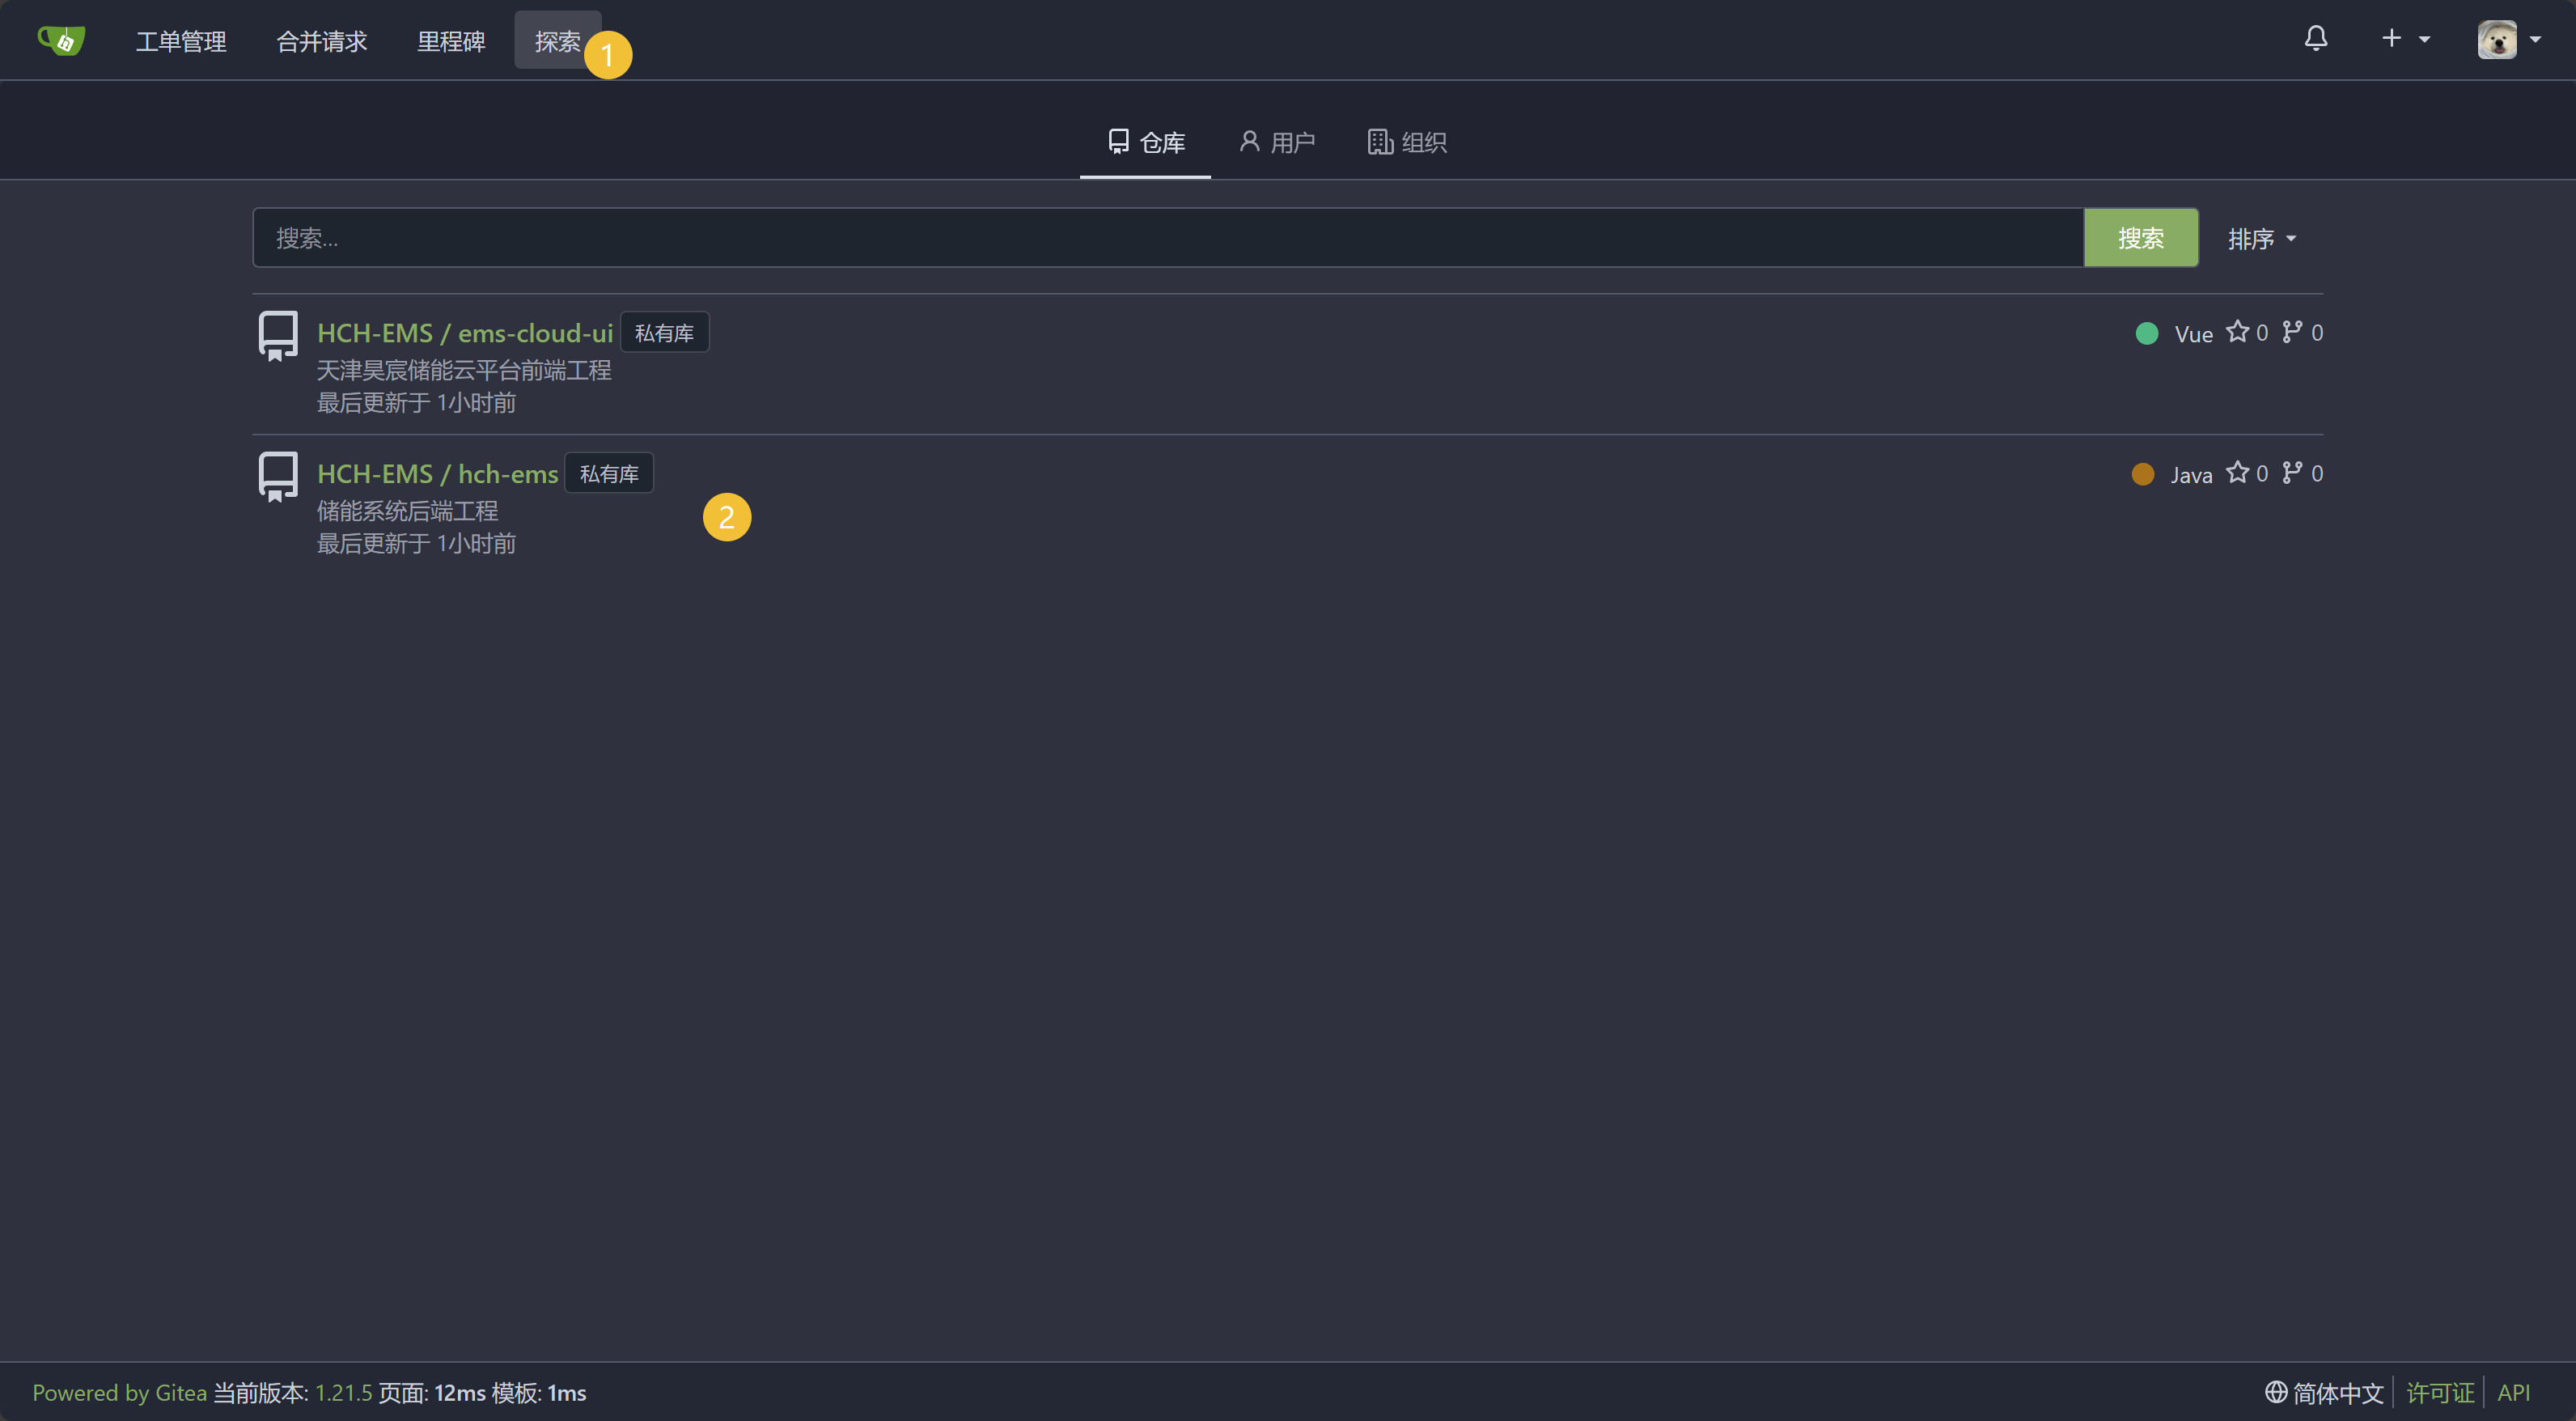 工单管理 合并请求 里程碑 探索 1
仓库 用户 组织
搜索... 搜索 排序
HCH-EMS / ems-cloud-ui 私有库 Vue 0 0
天津昊宸储能云平台前端工程
最后更新于 1小时前
HCH-EMS / hch-ems 私有库 Java 0 0
储能系统后端工程 2
最后更新于 1小时前
Powered by Gitea 当前版本: 1.21.5 页面: 12ms 模板: 1ms 简体中文 许可证 API